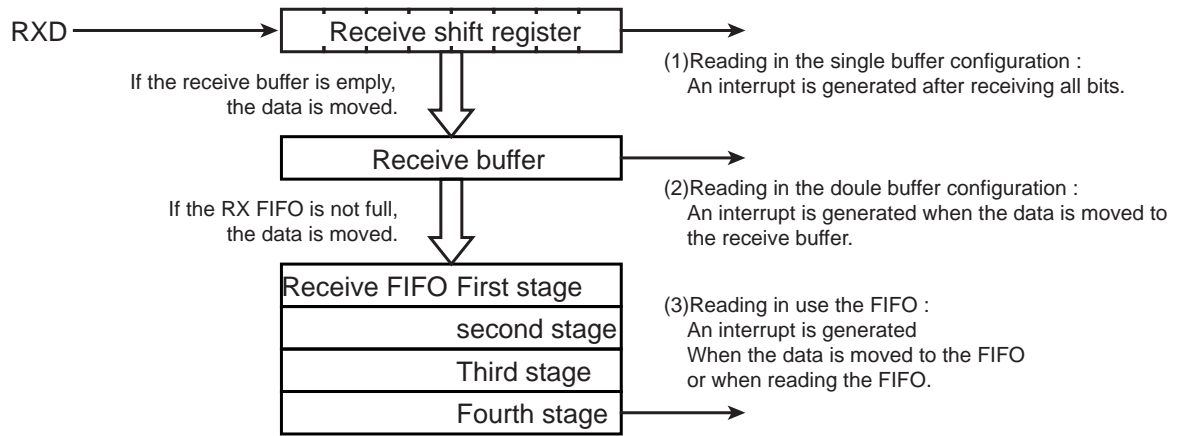 RXD
Receive shift register
(1)Reading in the single buffer configuration :
An interrupt is generated after receiving all bits.
If the receive buffer is emply,
the data is moved.
Receive buffer
(2)Reading in the doule buffer configuration :
An interrupt is generated when the data is moved to
the receive buffer.
If the RX FIFO is not full,
the data is moved.
Receive FIFO First stage
second stage
Third stage
Fourth stage
(3)Reading in use the FIFO :
An interrupt is generated
When the data is moved to the FIFO
or when reading the FIFO.